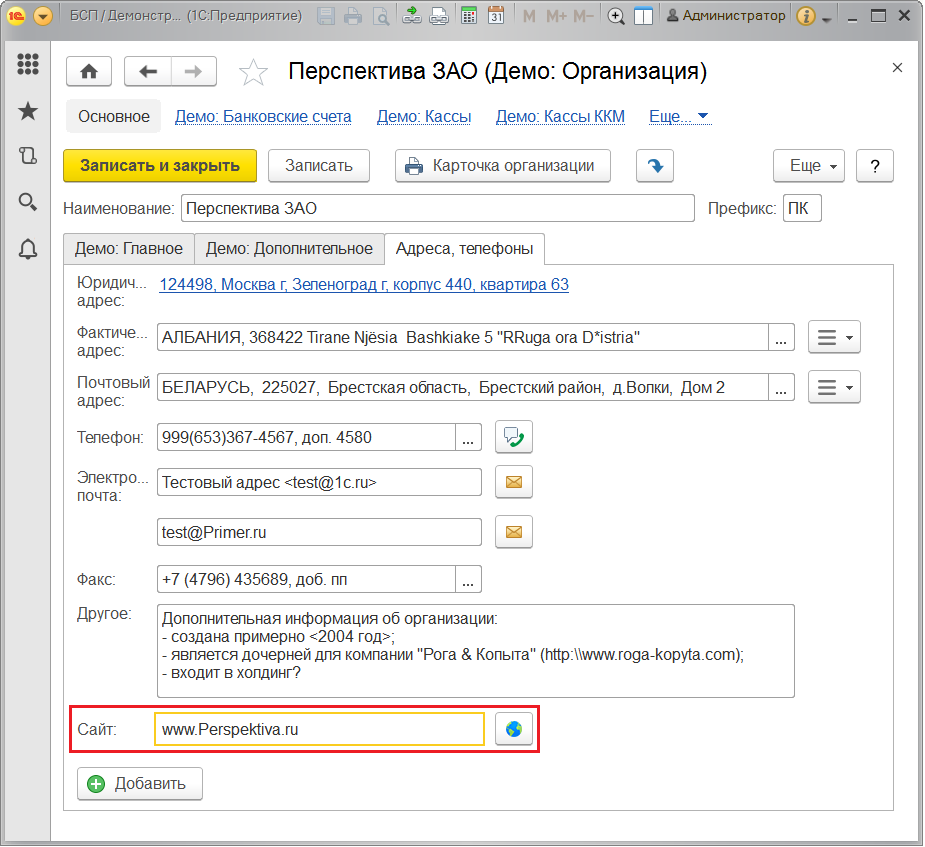 БСП / Демонстр... (1С:Предприятие) 31 M M+ M- Администратор
Перспектива ЗАО (Демо: Организация)
Основное Демо: Банковские счета Демо: Кассы Демо: Кассы ККМ Еще...
Записать и закрыть Записать Карточка организации Еще ?
Наименование: Перспектива ЗАО Префикс: ПК
Демо: Главное Демо: Дополнительное Адреса, телефоны
Юридич... адрес: 124498, Москва г, Зеленоград г, корпус 440, квартира 63
Фактиче... адрес: АЛБАНИЯ, 368422 Tirane Njësia Bashkiake 5 "RRuga ora D*istria" ...
Почтовый адрес: БЕЛАРУСЬ, 225027, Брестская область, Брестский район, д.Волки, Дом 2 ...
Телефон: 999(653)367-4567, доп. 4580 ...
Электро... почта: Тестовый адрес <test@1c.ru>
test@Primer.ru
Факс: +7 (4796) 435689, доб. пп ...
Другое: Дополнительная информация об организации:
- создана примерно <2004 год>;
- является дочерней для компании "Рога & Копыта" (http:\\www.roga-kopyta.com);
- входит в холдинг?
Сайт: www.Perspektiva.ru
Добавить